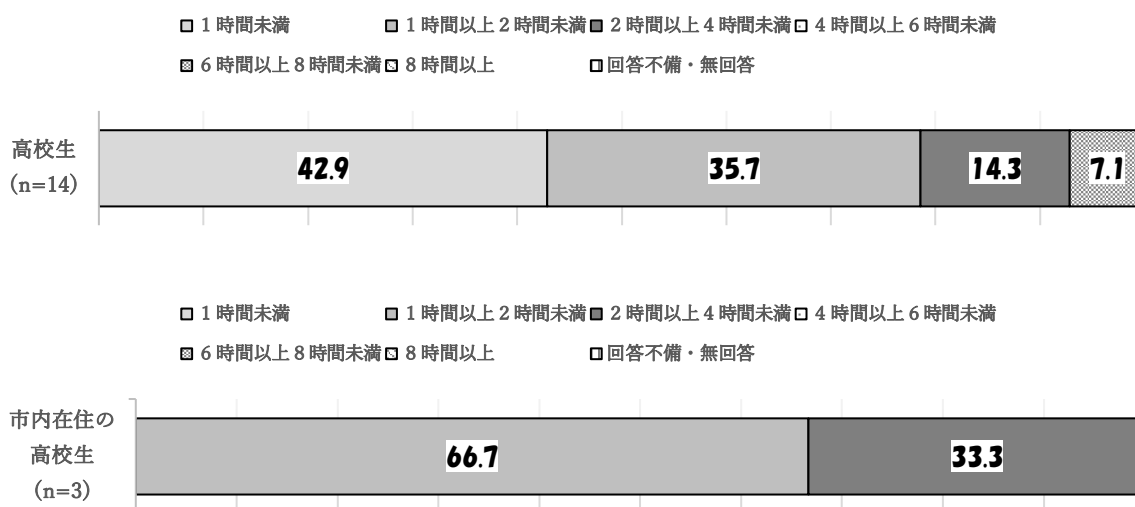 1時間未満 1時間以上2時間未満 2時間以上4時間未満 4時間以上6時間未満
6時間以上8時間未満 8時間以上 回答不備・無回答
高校生
(n=14)
42.9 35.7 14.3 7.1
1時間未満 1時間以上2時間未満 2時間以上4時間未満 4時間以上6時間未満
6時間以上8時間未満 8時間以上 回答不備・無回答
市内在住の
高校生
(n=3)
66.7 33.3